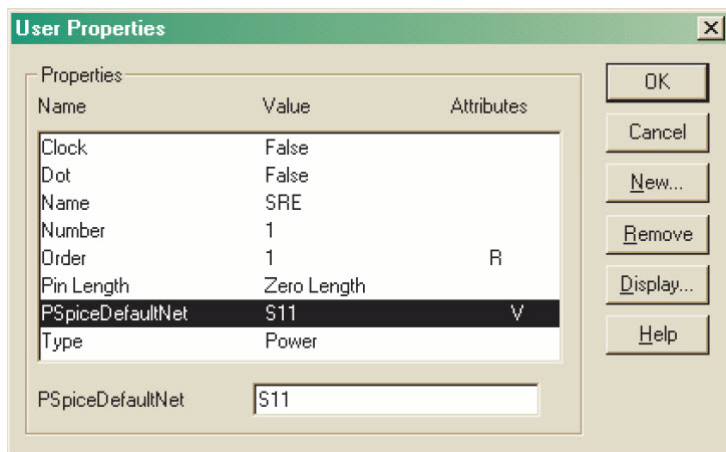 User Properties
Properties
Name Value Attributes
Clock False
Dot False
Name SRE
Number 1
Order 1 R
Pin Length Zero Length
PSpiceDefaultNet S11 V
Type Power
PSpiceDefaultNet S11
OK
Cancel
New...
Remove
Display...
Help